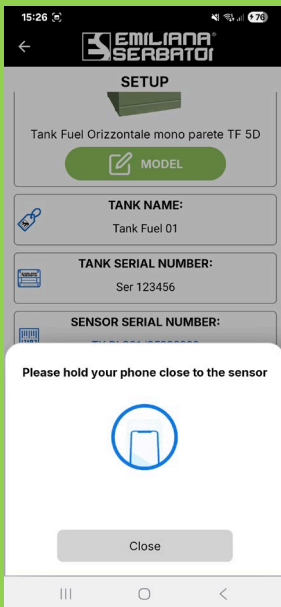 15:26
76
EMILIANA®
SERBATOI
SETUP
Tank Fuel Orizzontale mono parete TF 5D
MODEL
TANK NAME:
Tank Fuel 01
TANK SERIAL NUMBER:
Ser 123456
SENSOR SERIAL NUMBER:
Please hold your phone close to the sensor
Close